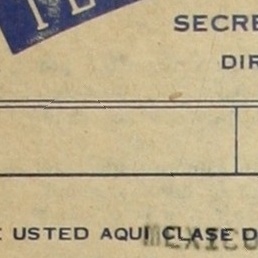 SECRE
DIR
E USTED AQUI CLASE D
MEXICO